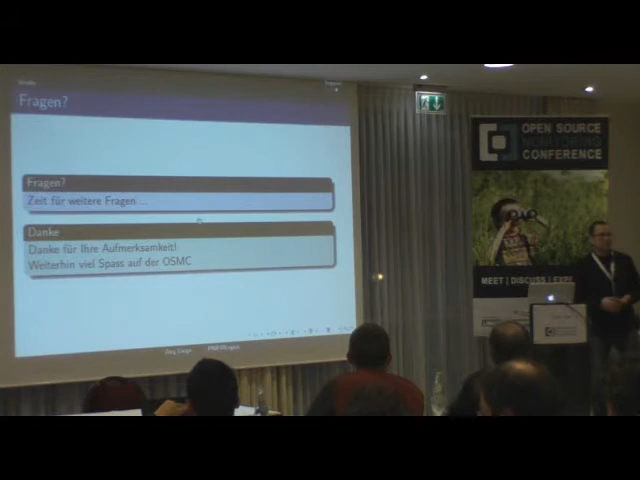 Fragen?
Fragen?
Zeit für weitere Fragen ...
Danke
Danke für Ihre Aufmerksamkeit!
Weiterhin viel Spass auf der OSMC
OPEN SOURCE
MONITORING
CONFERENCE
MEET | DISCUSS |